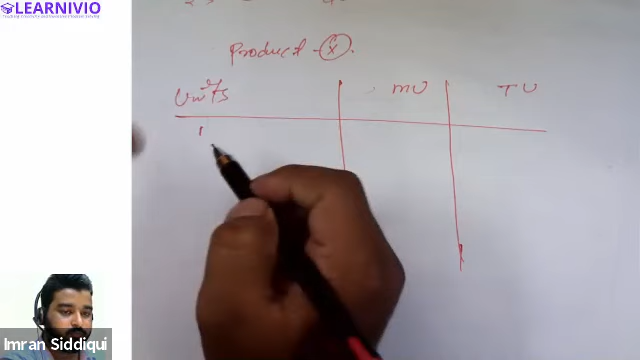 LEARNIVIO
Product - X.
Units MU TU
1
Imran Siddiqui